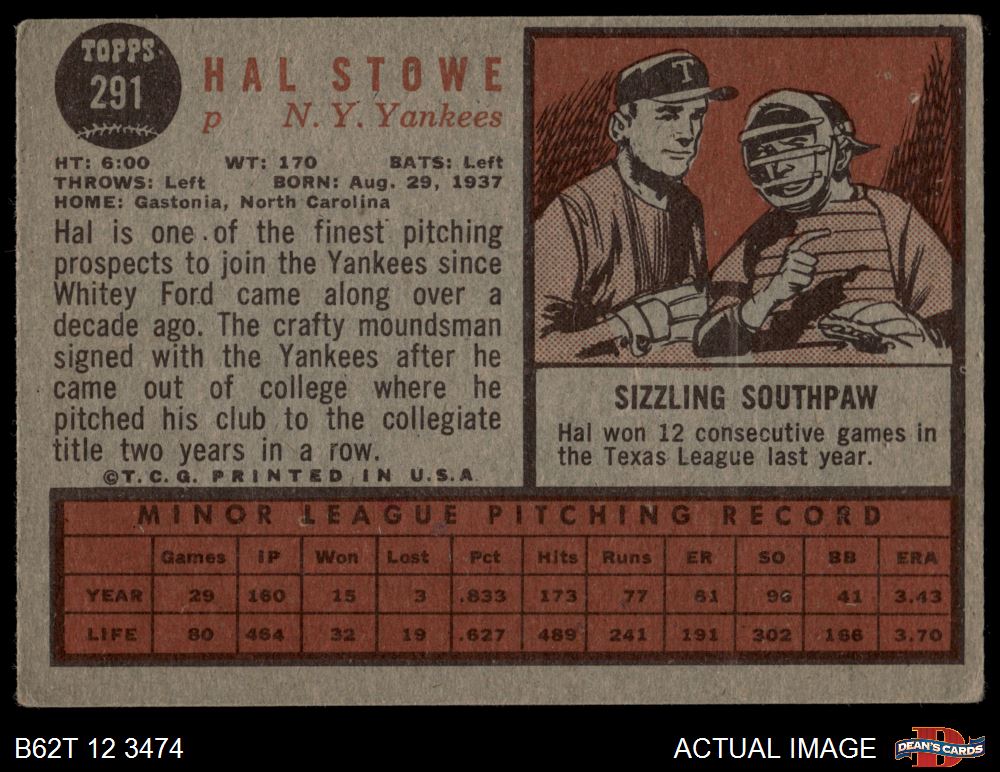 TOPPS
291
HAL STOWE
p N. Y. Yankees
HT: 6:00 WT: 170 BATS: Left
THROWS: Left BORN: Aug. 29, 1937
HOME: Gastonia, North Carolina
Hal is one of the finest pitching
prospects to join the Yankees since
Whitey Ford came along over a
decade ago. The crafty moundsman
signed with the Yankees after he
came out of college where he
pitched his club to the collegiate
title two years in a row.
©T.C.G. PRINTED IN U.S.A.
T
SIZZLING SOUTHPAW
Hal won 12 consecutive games in
the Texas League last year.
MINOR LEAGUE PITCHING RECORD
Games IP Won Lost Pct Hits Runs ER SO BB ERA
YEAR 29 160 15 3 .833 173 77 61 96 41 3.43
LIFE 80 464 32 19 .627 489 241 191 302 166 3.70
B62T 12 3474 ACTUAL IMAGE
D
DEAN'S CARDS